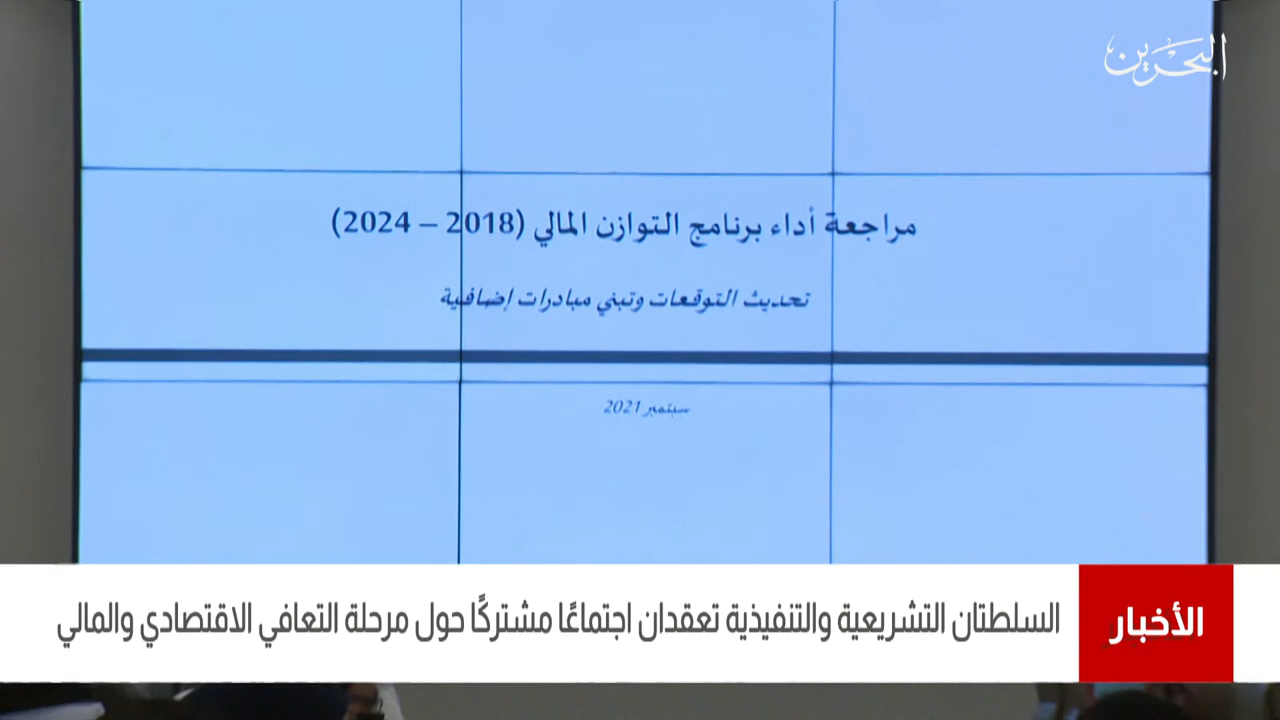 البحرين
مراجعة أداء برنامج التوازن المالي (2018 – 2024)
تحديث التوقعات وتبني مبادرات إضافية
سبتمبر 2021
الأخبار
السلطتان التشريعية والتنفيذية تعقدان اجتماعًا مشتركًا حول مرحلة التعافي الاقتصادي والمالي